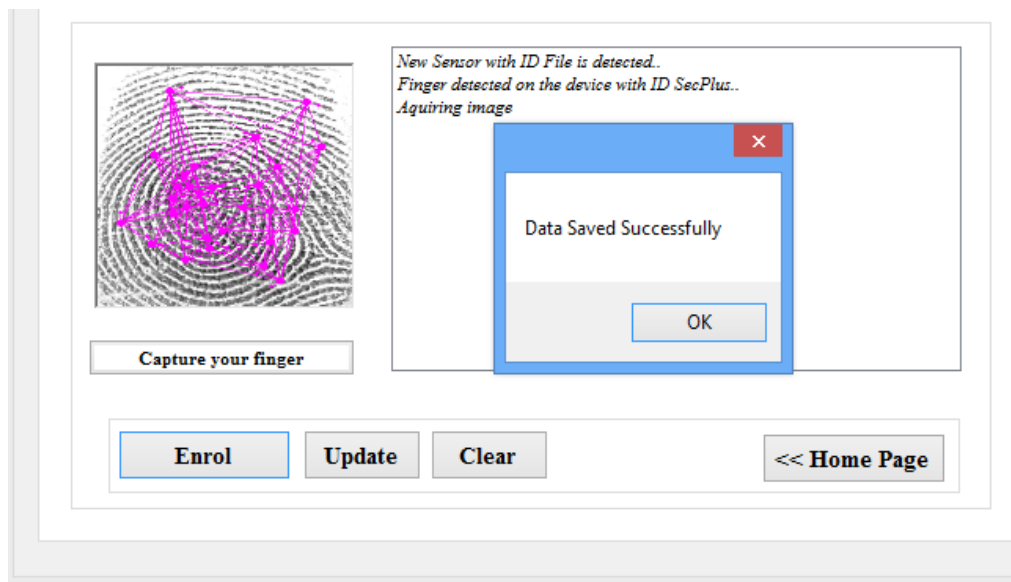 New Sensor with ID File is detected..
Finger detected on the device with ID SecPlus..
Aquiring image
Data Saved Successfully
OK
Capture your finger
Enrol
Update
Clear
<< Home Page